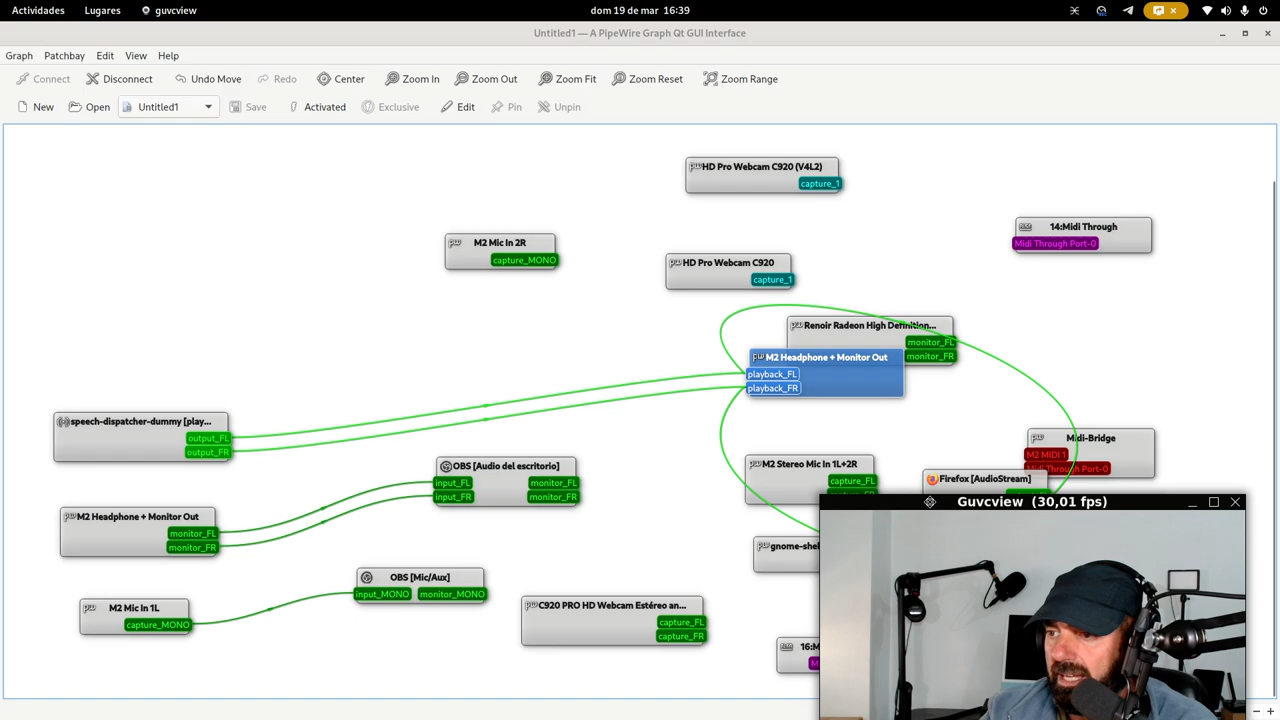 Actividades Lugares guvcview dom 19 de mar 16:39
Untitled1 — A PipeWire Graph Qt GUI Interface
Graph Patchbay Edit View Help
Connect Disconnect Undo Move Redo Center Zoom In Zoom Out Zoom Fit Zoom Reset Zoom Range
New Open Untitled1 Save Activated Exclusive Edit Pin Unpin
HD Pro Webcam C920 (V4L2)
capture_1
14:Midi Through
Midi Through Port-0
M2 Mic In 2R
capture_MONO
HD Pro Webcam C920
capture_1
Renoir Radeon High Definition...
monitor_FL
monitor_FR
M2 Headphone + Monitor Out
playback_FL
playback_FR
speech-dispatcher-dummy [play...
output_FL
output_FR
Midi-Bridge
M2 MIDI 1
Midi Through Port-0
OBS [Audio del escritorio]
input_FL monitor_FL
input_FR monitor_FR
M2 Stereo Mic In 1L+2R
capture_FL
Firefox [AudioStream]
M2 Headphone + Monitor Out
monitor_FL
monitor_FR
Guvcview (30,01 fps)
gnome-shel
OBS [Mic/Aux]
input_MONO monitor_MONO
M2 Mic In 1L
capture_MONO
C920 PRO HD Webcam Estéreo an...
capture_FL
capture_FR
16:M
M